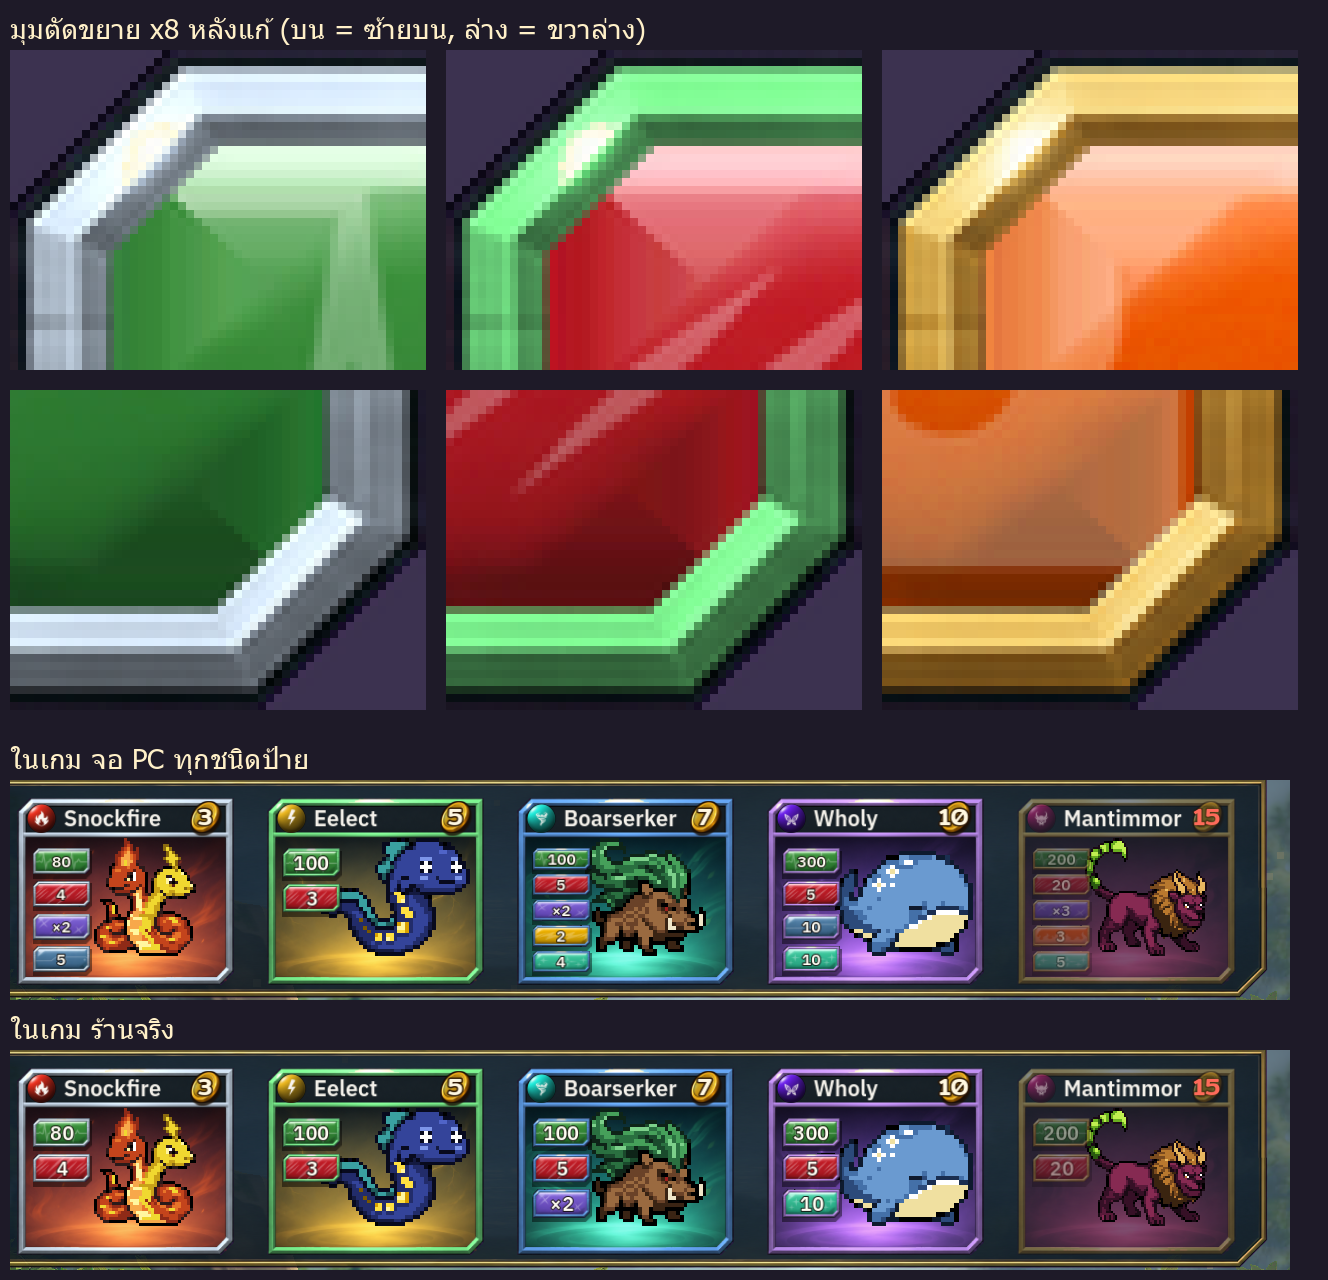 มุมตัดขยาย x8 หลังแก้ (บน = ซ้ายบน, ล่าง = ขวาล่าง)
ในเกม จอ PC ทุกชนิดป้าย
Snockfire 3
80
4
×2
5
Eelect 5
100
3
Boarserker 7
100
5
×2
2
4
Wholy 10
300
5
10
10
Mantimmor 15
200
20
×3
3
5
ในเกม ร้านจริง
Snockfire 3
80
4
Eelect 5
100
3
Boarserker 7
100
5
×2
Wholy 10
300
5
10
Mantimmor 15
200
20